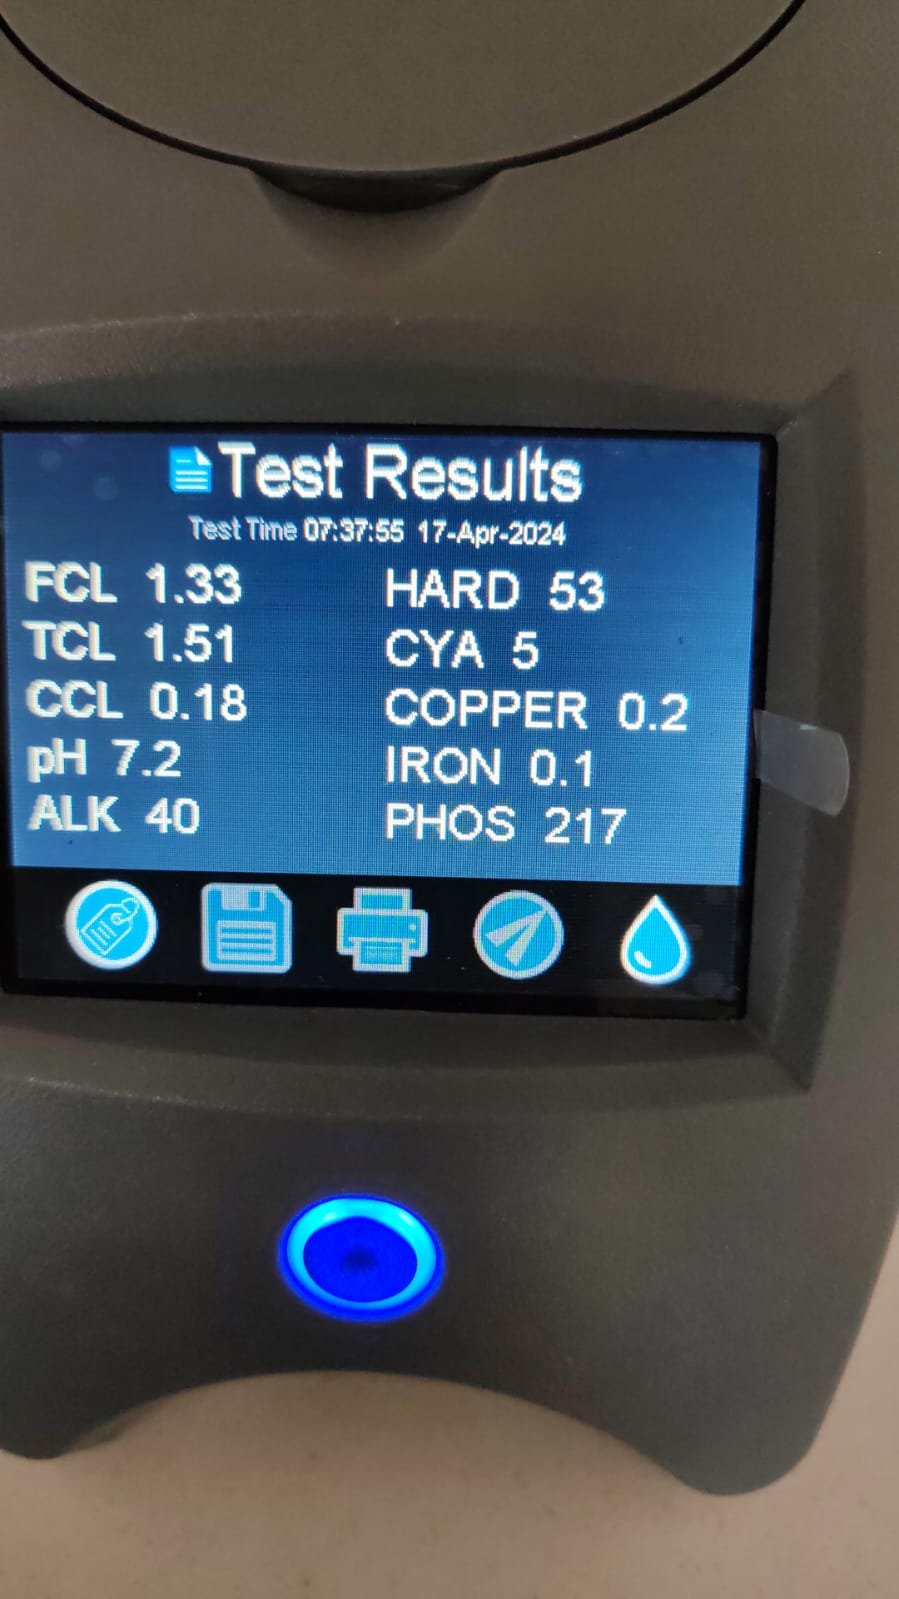 Test Results
Test Time 07:37:55 17-Apr-2024
FCL 1.33
TCL 1.51
CCL 0.18
pH 7.2
ALK 40
HARD 53
CYA 5
COPPER 0.2
IRON 0.1
PHOS 217